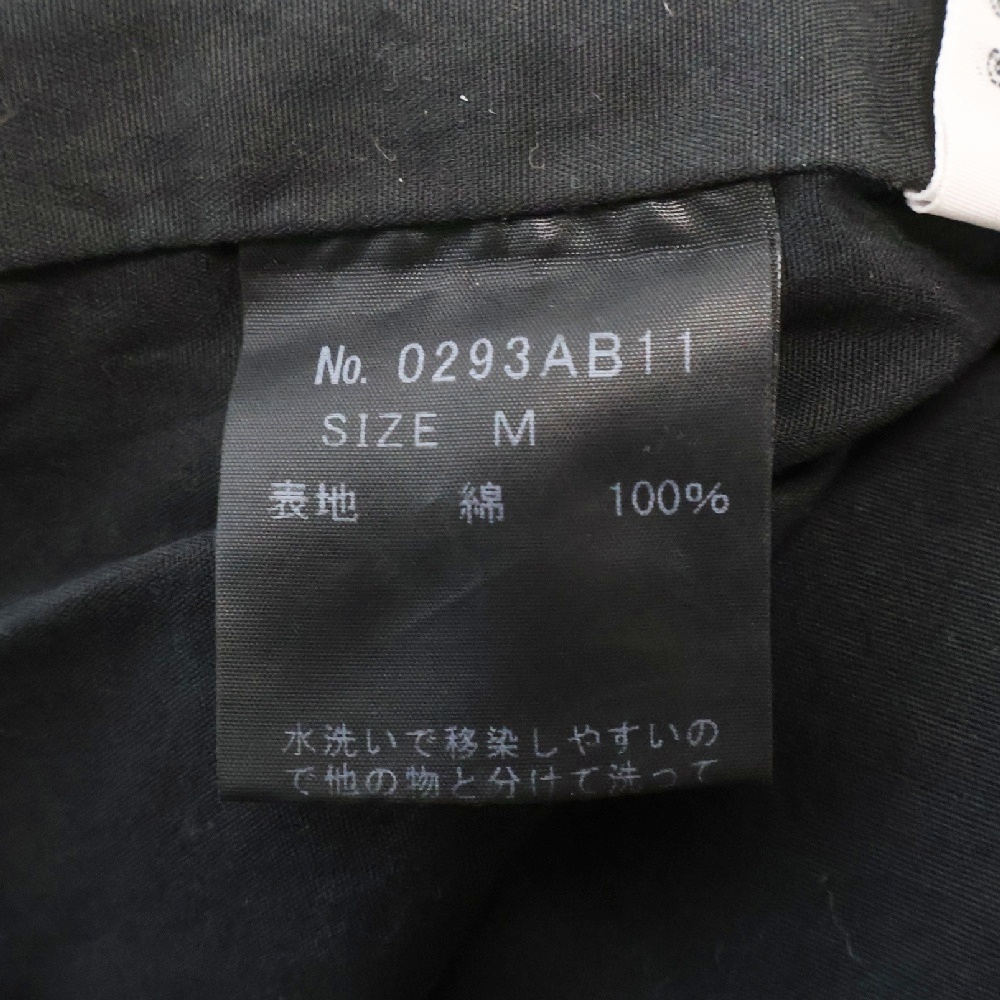 No. 0293AB11
SIZE M
表地 綿 100%
水洗いで移染しやすいの
で他の物と分けて洗って